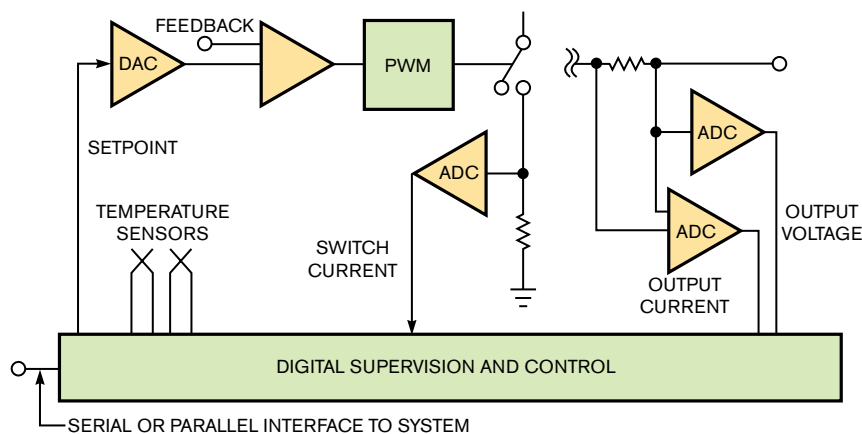 FEEDBACK
DAC
PWM
SETPOINT
ADC
ADC
TEMPERATURE
SENSORS
SWITCH
CURRENT
ADC
OUTPUT
VOLTAGE
OUTPUT
CURRENT
DIGITAL SUPERVISION AND CONTROL
SERIAL OR PARALLEL INTERFACE TO SYSTEM